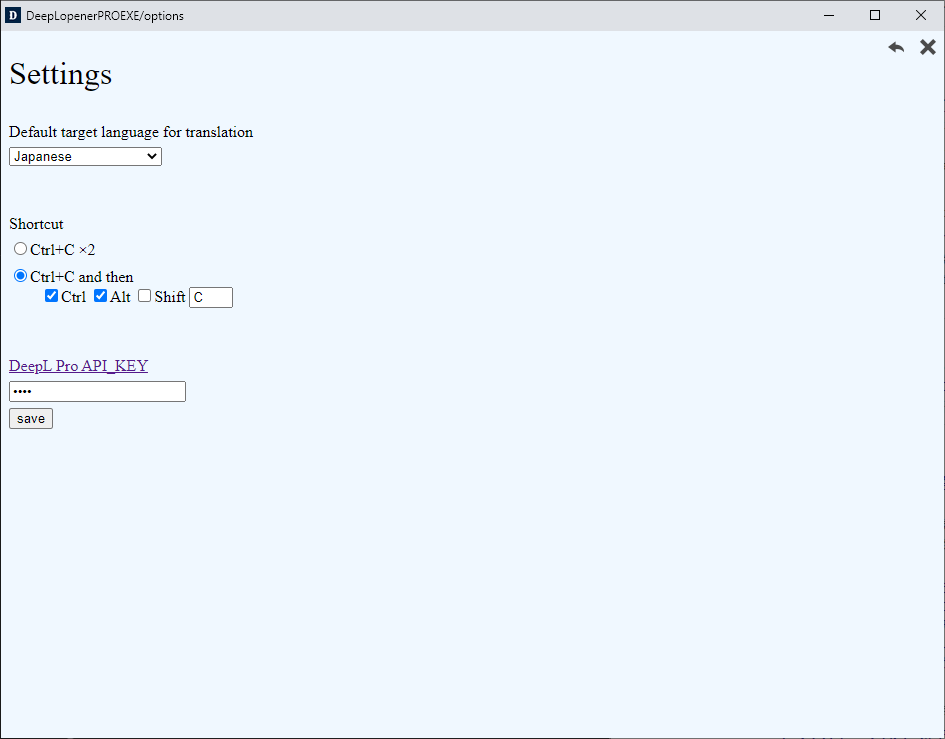 D DeepLopenerPROEXE/options
Settings
Default target language for translation
Japanese
Shortcut
Ctrl+C ×2
Ctrl+C and then
Ctrl Alt Shift C
DeepL Pro API_KEY
••••
save